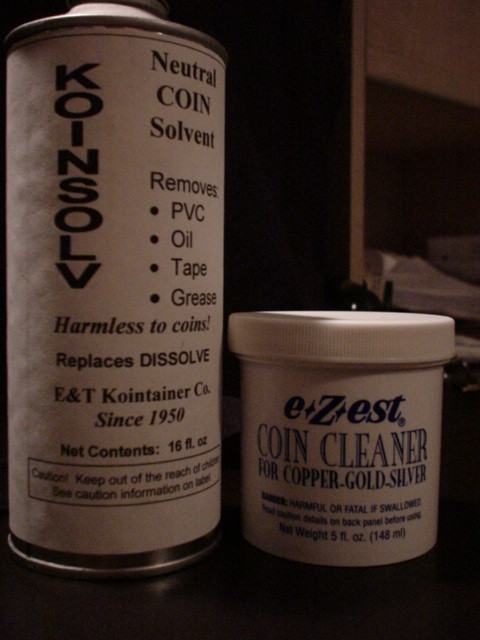 KOINSOLV
Neutral
COIN
Solvent
Removes:
• PVC
• Oil
• Tape
• Grease
Harmless to coins!
Replaces DISSOLVE
E&T Kointainer Co.
Since 1950
Net Contents: 16 fl. oz
Caution! Keep out of the reach of children
See caution information on label
e+Z+est®
COIN CLEANER
FOR COPPER-GOLD-SILVER
DANGER: HARMFUL OR FATAL IF SWALLOWED
Read caution details on back panel before using
Net Weight 5 fl. oz. (148 ml)